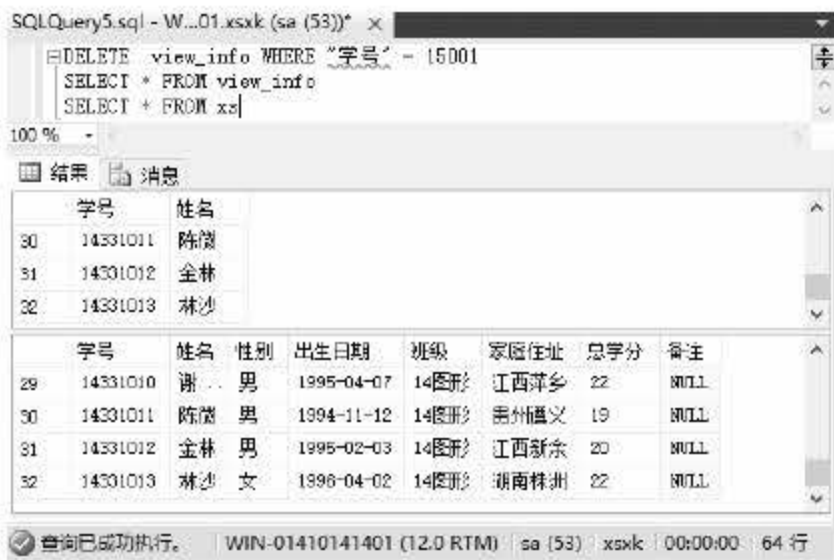 SQLQuery5.sql - W...01.xsxk (sa (53))* ×
DELETE view_info WHERE "学号" = 15001
SELECT * FROM view_info
SELECT * FROM xs
100 %
结果 消息
学号 姓名
30 14331011 陈
31 14331012 金林
32 14331013 林沙
学号 姓名 性别 出生日期 班级 家庭住址 总学分 备注
29 14331010 谢... 男 1995-04-07 14图形 江西萍乡 22 NULL
30 14331011 陈 男 1994-11-12 14图形 贵州遵义 19 NULL
31 14331012 金林 男 1995-02-03 14图形 江西新余 20 NULL
32 14331013 林沙 女 1996-04-02 14图形 湖南株洲 22 NULL
查询已成功执行。 WIN-01410141401 (12.0 RTM) sa (53) xsxk 00:00:00 64 行